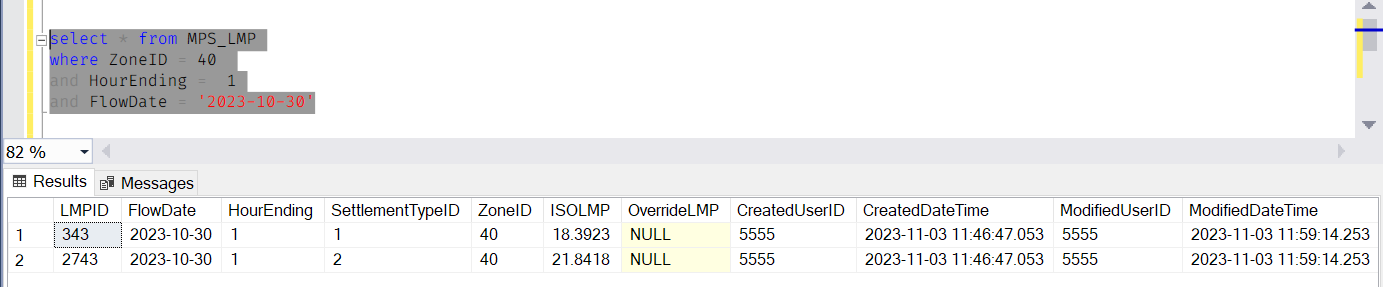 select * from MPS_LMP
where ZoneID = 40
and HourEnding =  1
and FlowDate = '2023-10-30'
82 %
Results Messages
LMPID FlowDate HourEnding SettlementTypeID ZoneID ISOLMP OverrideLMP CreatedUserID CreatedDateTime ModifiedUserID ModifiedDateTime
1 343 2023-10-30 1 1 40 18.3923 NULL 5555 2023-11-03 11:46:47.053 5555 2023-11-03 11:59:14.253
2 2743 2023-10-30 1 2 40 21.8418 NULL 5555 2023-11-03 11:46:47.053 5555 2023-11-03 11:59:14.253